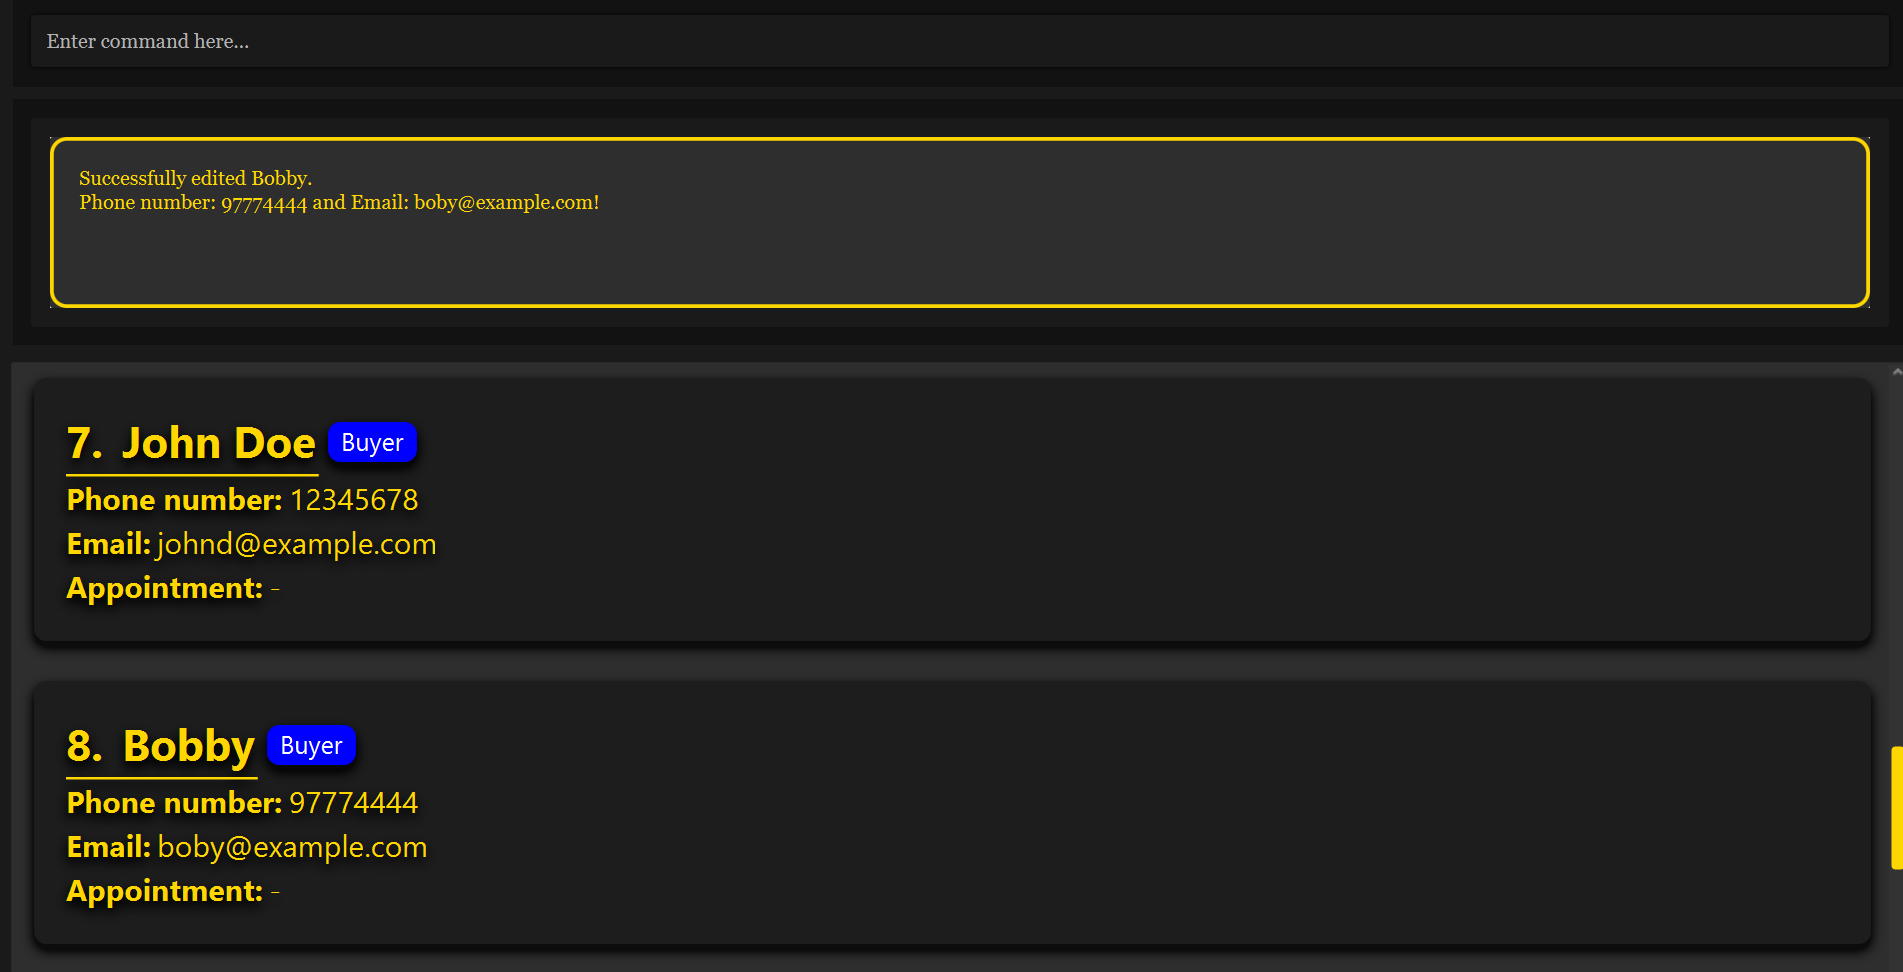 Enter command here...
Successfully edited Bobby.
Phone number: 97774444 and Email: boby@example.com!
7. John Doe Buyer
Phone number: 12345678
Email: johnd@example.com
Appointment: -
8. Bobby Buyer
Phone number: 97774444
Email: boby@example.com
Appointment: -